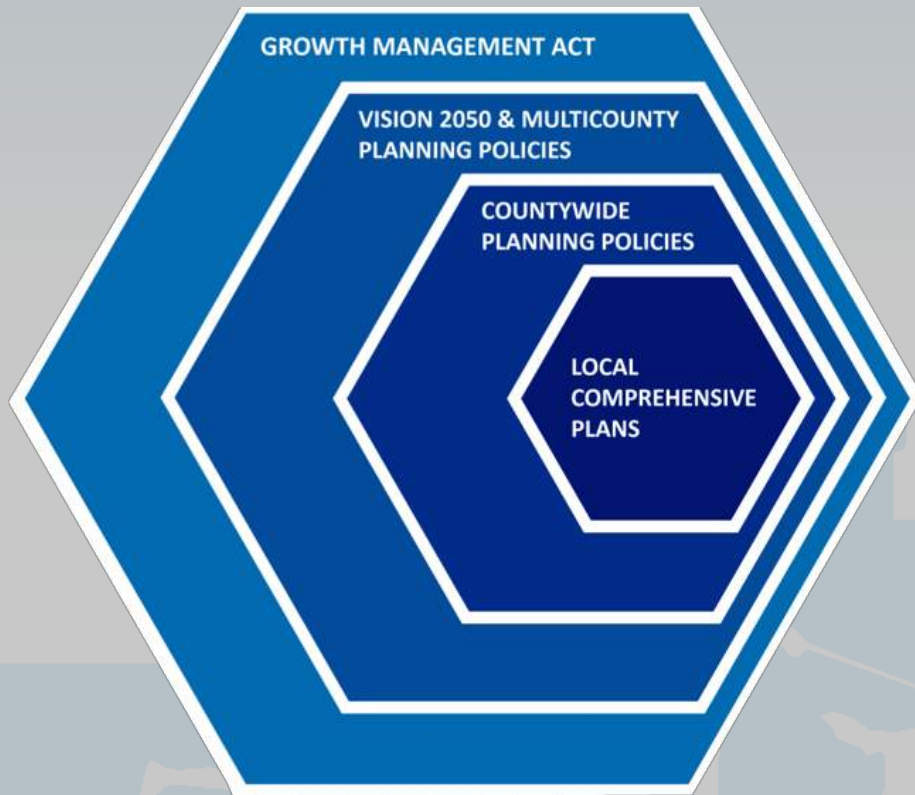 GROWTH MANAGEMENT ACT
VISION 2050 & MULTICOUNTY
PLANNING POLICIES
COUNTYWIDE
PLANNING POLICIES
LOCAL
COMPREHENSIVE
PLANS